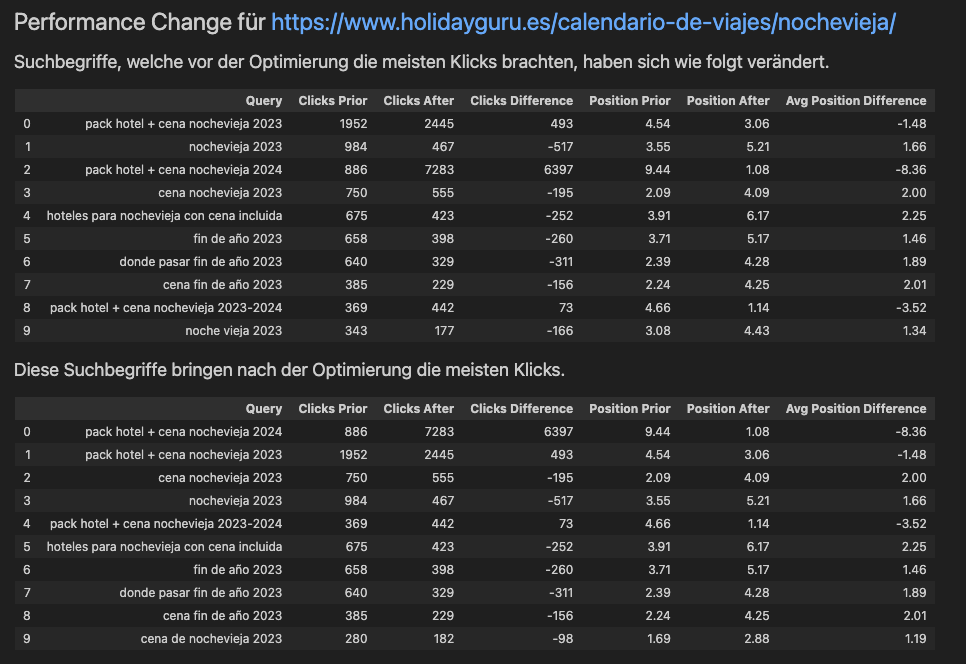 Performance Change für https://www.holidayguru.es/calendario-de-viajes/nochevieja/
Suchbegriffe, welche vor der Optimierung die meisten Klicks brachten, haben sich wie folgt verändert.
Query Clicks Prior Clicks After Clicks Difference Position Prior Position After Avg Position Difference
0 pack hotel + cena nochevieja 2023 1952 2445 493 4.54 3.06 -1.48
1 nochevieja 2023 984 467 -517 3.55 5.21 1.66
2 pack hotel + cena nochevieja 2024 886 7283 6397 9.44 1.08 -8.36
3 cena nochevieja 2023 750 555 -195 2.09 4.09 2.00
4 hoteles para nochevieja con cena incluida 675 423 -252 3.91 6.17 2.25
5 fin de año 2023 658 398 -260 3.71 5.17 1.46
6 donde pasar fin de año 2023 640 329 -311 2.39 4.28 1.89
7 cena fin de año 2023 385 229 -156 2.24 4.25 2.01
8 pack hotel + cena nochevieja 2023-2024 369 442 73 4.66 1.14 -3.52
9 noche vieja 2023 343 177 -166 3.08 4.43 1.34
Diese Suchbegriffe bringen nach der Optimierung die meisten Klicks.
Query Clicks Prior Clicks After Clicks Difference Position Prior Position After Avg Position Difference
0 pack hotel + cena nochevieja 2024 886 7283 6397 9.44 1.08 -8.36
1 pack hotel + cena nochevieja 2023 1952 2445 493 4.54 3.06 -1.48
2 cena nochevieja 2023 750 555 -195 2.09 4.09 2.00
3 nochevieja 2023 984 467 -517 3.55 5.21 1.66
4 pack hotel + cena nochevieja 2023-2024 369 442 73 4.66 1.14 -3.52
5 hoteles para nochevieja con cena incluida 675 423 -252 3.91 6.17 2.25
6 fin de año 2023 658 398 -260 3.71 5.17 1.46
7 donde pasar fin de año 2023 640 329 -311 2.39 4.28 1.89
8 cena fin de año 2023 385 229 -156 2.24 4.25 2.01
9 cena de nochevieja 2023 280 182 -98 1.69 2.88 1.19